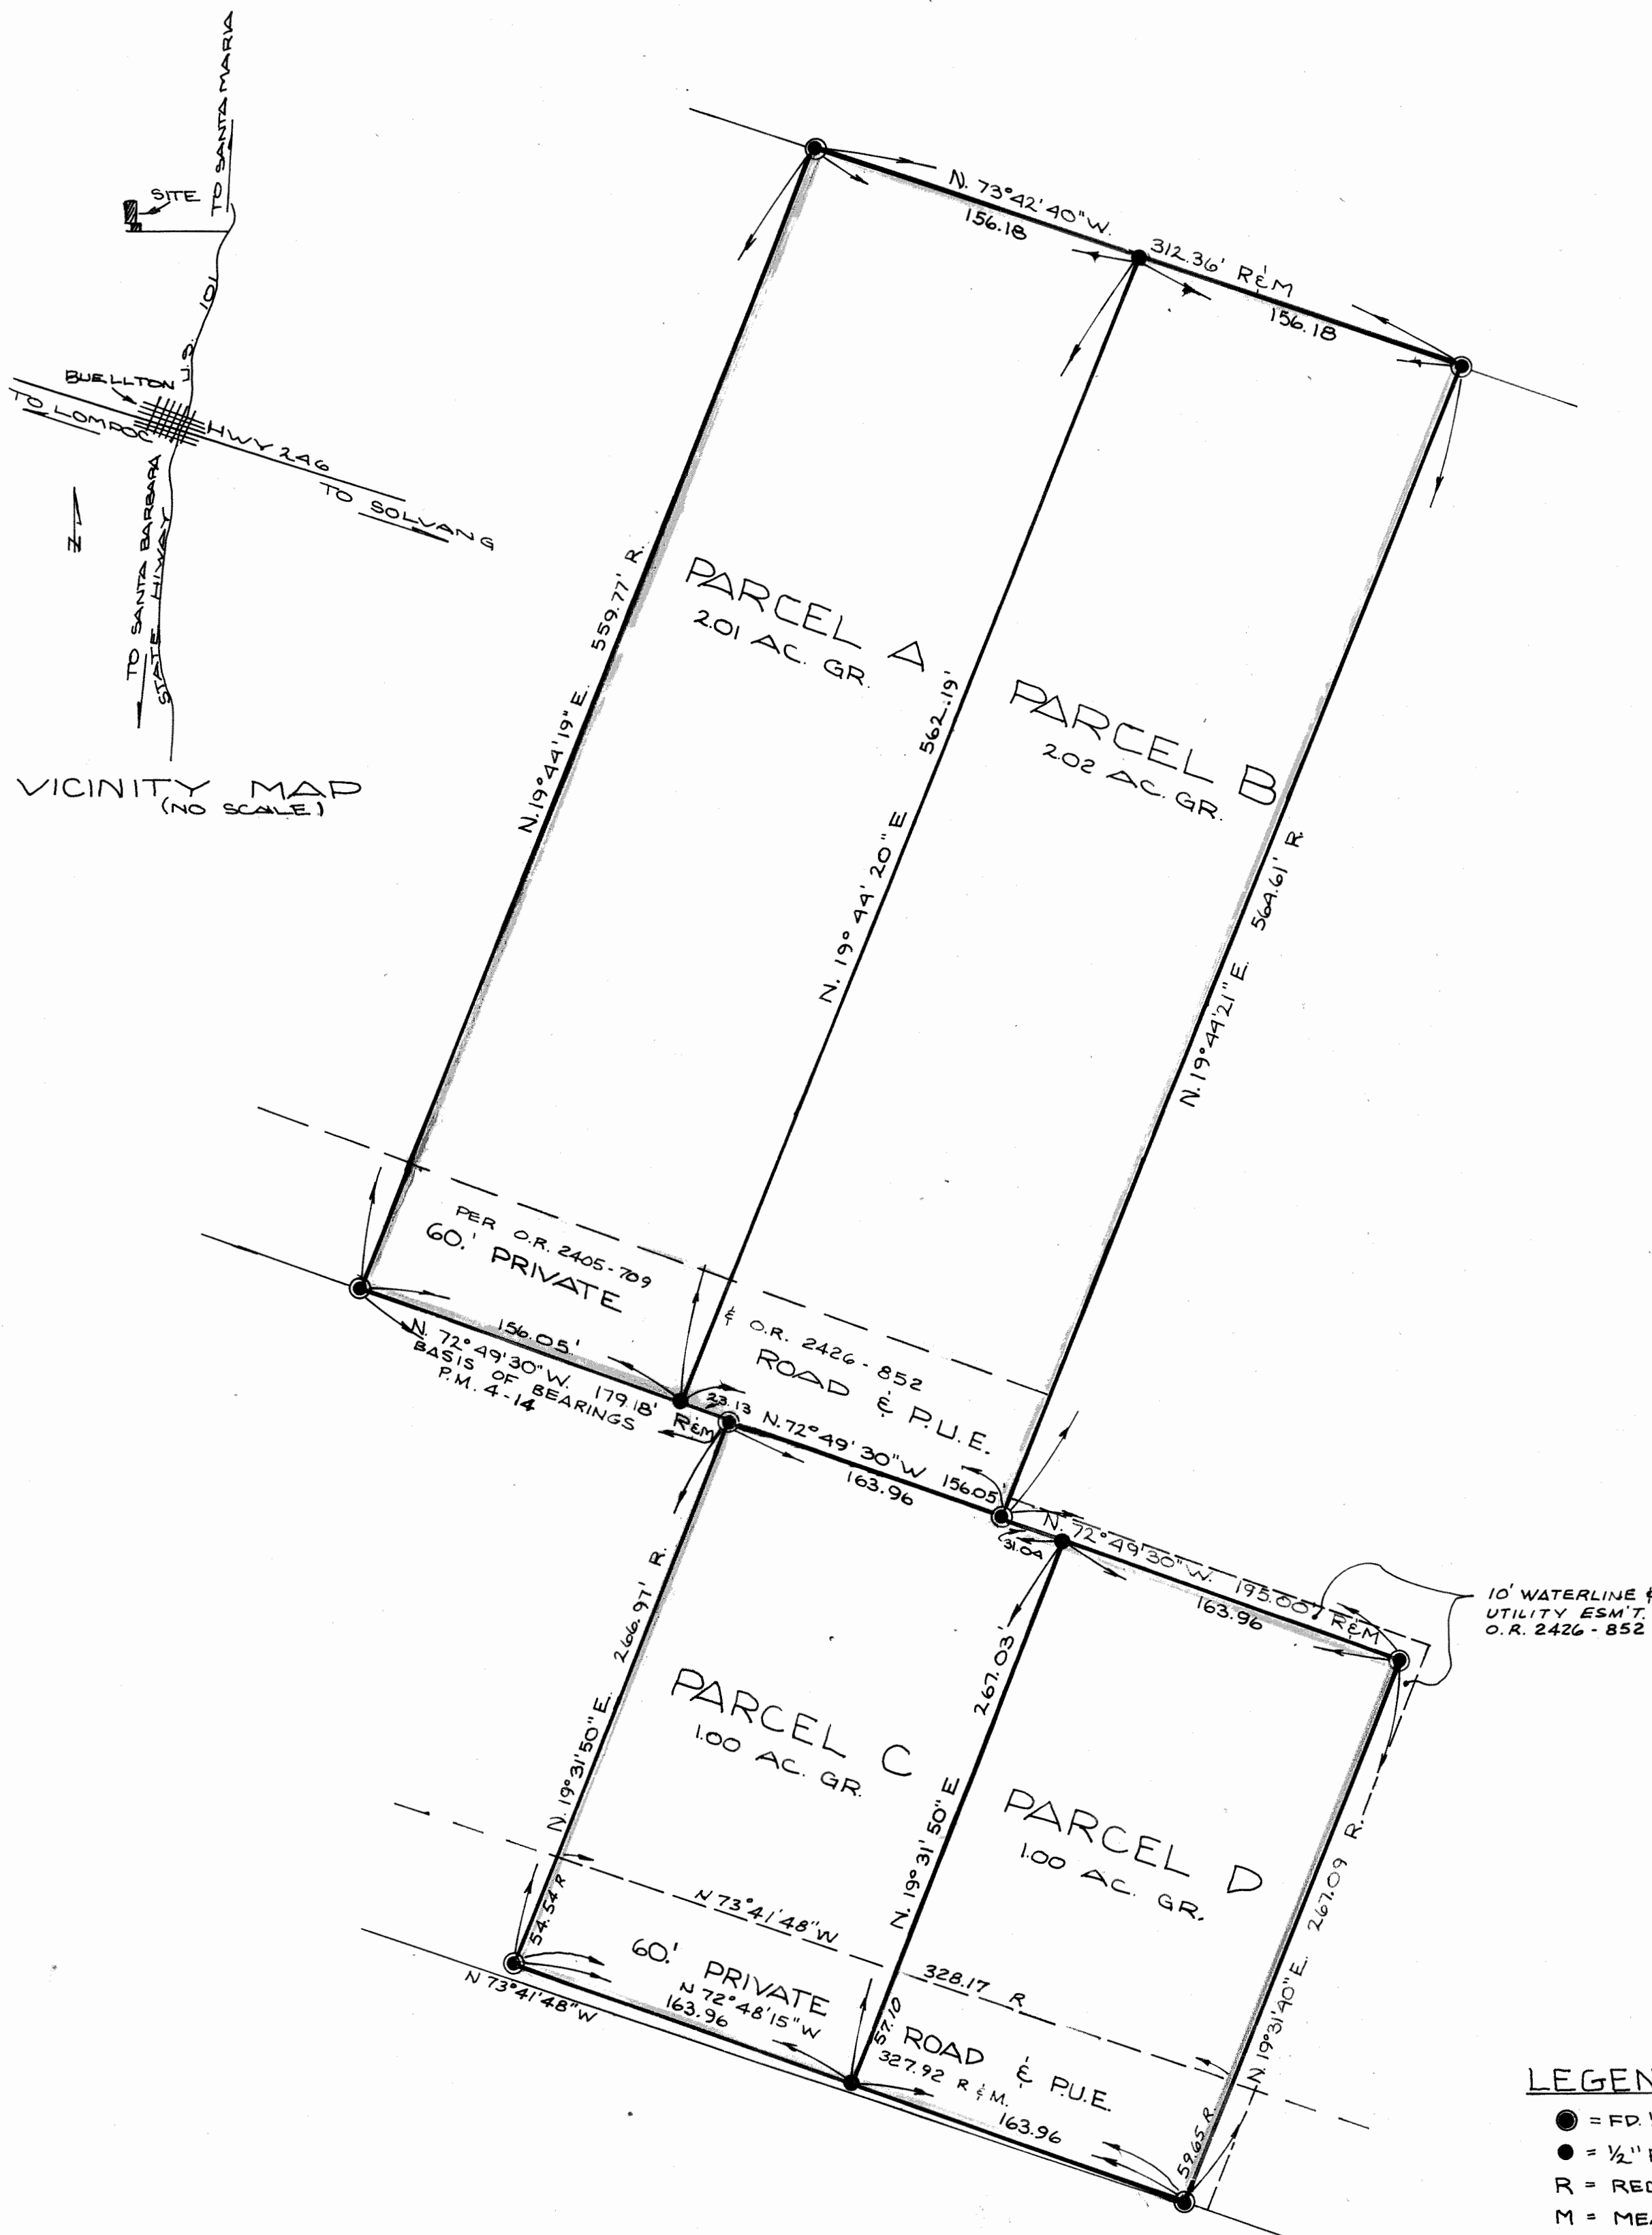 TO SANTA MARIA
SITE
U.S. 101
BUELLTON
TO LOMPOC
HWY 246
TO SOLVANG
N
TO SANTA BARBARA
STATE HIWAY
VICINITY MAP
(NO SCALE)
N. 73°42'40"W.
312.36' R&M
156.18
156.18
N. 19°44'19" E. 559.77' R.
PARCEL A
2.01 AC. GR.
N. 19° 44' 20" E
562.19'
PARCEL B
2.02 AC. GR.
N. 19°44'21" E. 564.61' R.
PER O.R. 2405-709
& O.R. 2426-852
60.' PRIVATE
ROAD & P.U.E.
156.05'
N. 72°49'30"W. 179.18' R&M
BASIS OF BEARINGS
P.M. 4-14
23.13
N. 72°49'30"W 156.05'
163.96
31.04
N. 72°49'30"W. 195.00' R&M
163.96
10' WATERLINE &
UTILITY ESM'T.
O.R. 2426-852
N. 19°31'50" E. 266.97' R.
PARCEL C
1.00 AC. GR.
N. 19°31'50" E
267.03'
PARCEL D
1.00 AC. GR.
N. 19°31'40" E. 267.09 R.
54.54 R
N 73°41'48"W
328.17 R
60.' PRIVATE
ROAD & P.U.E.
N 73°41'48"W
N 72°48'15"W
163.96
57.10
327.92 R & M.
163.96
59.65 R.
LEGEN
= FD.
= 1/2"
R = REC
M = MEA